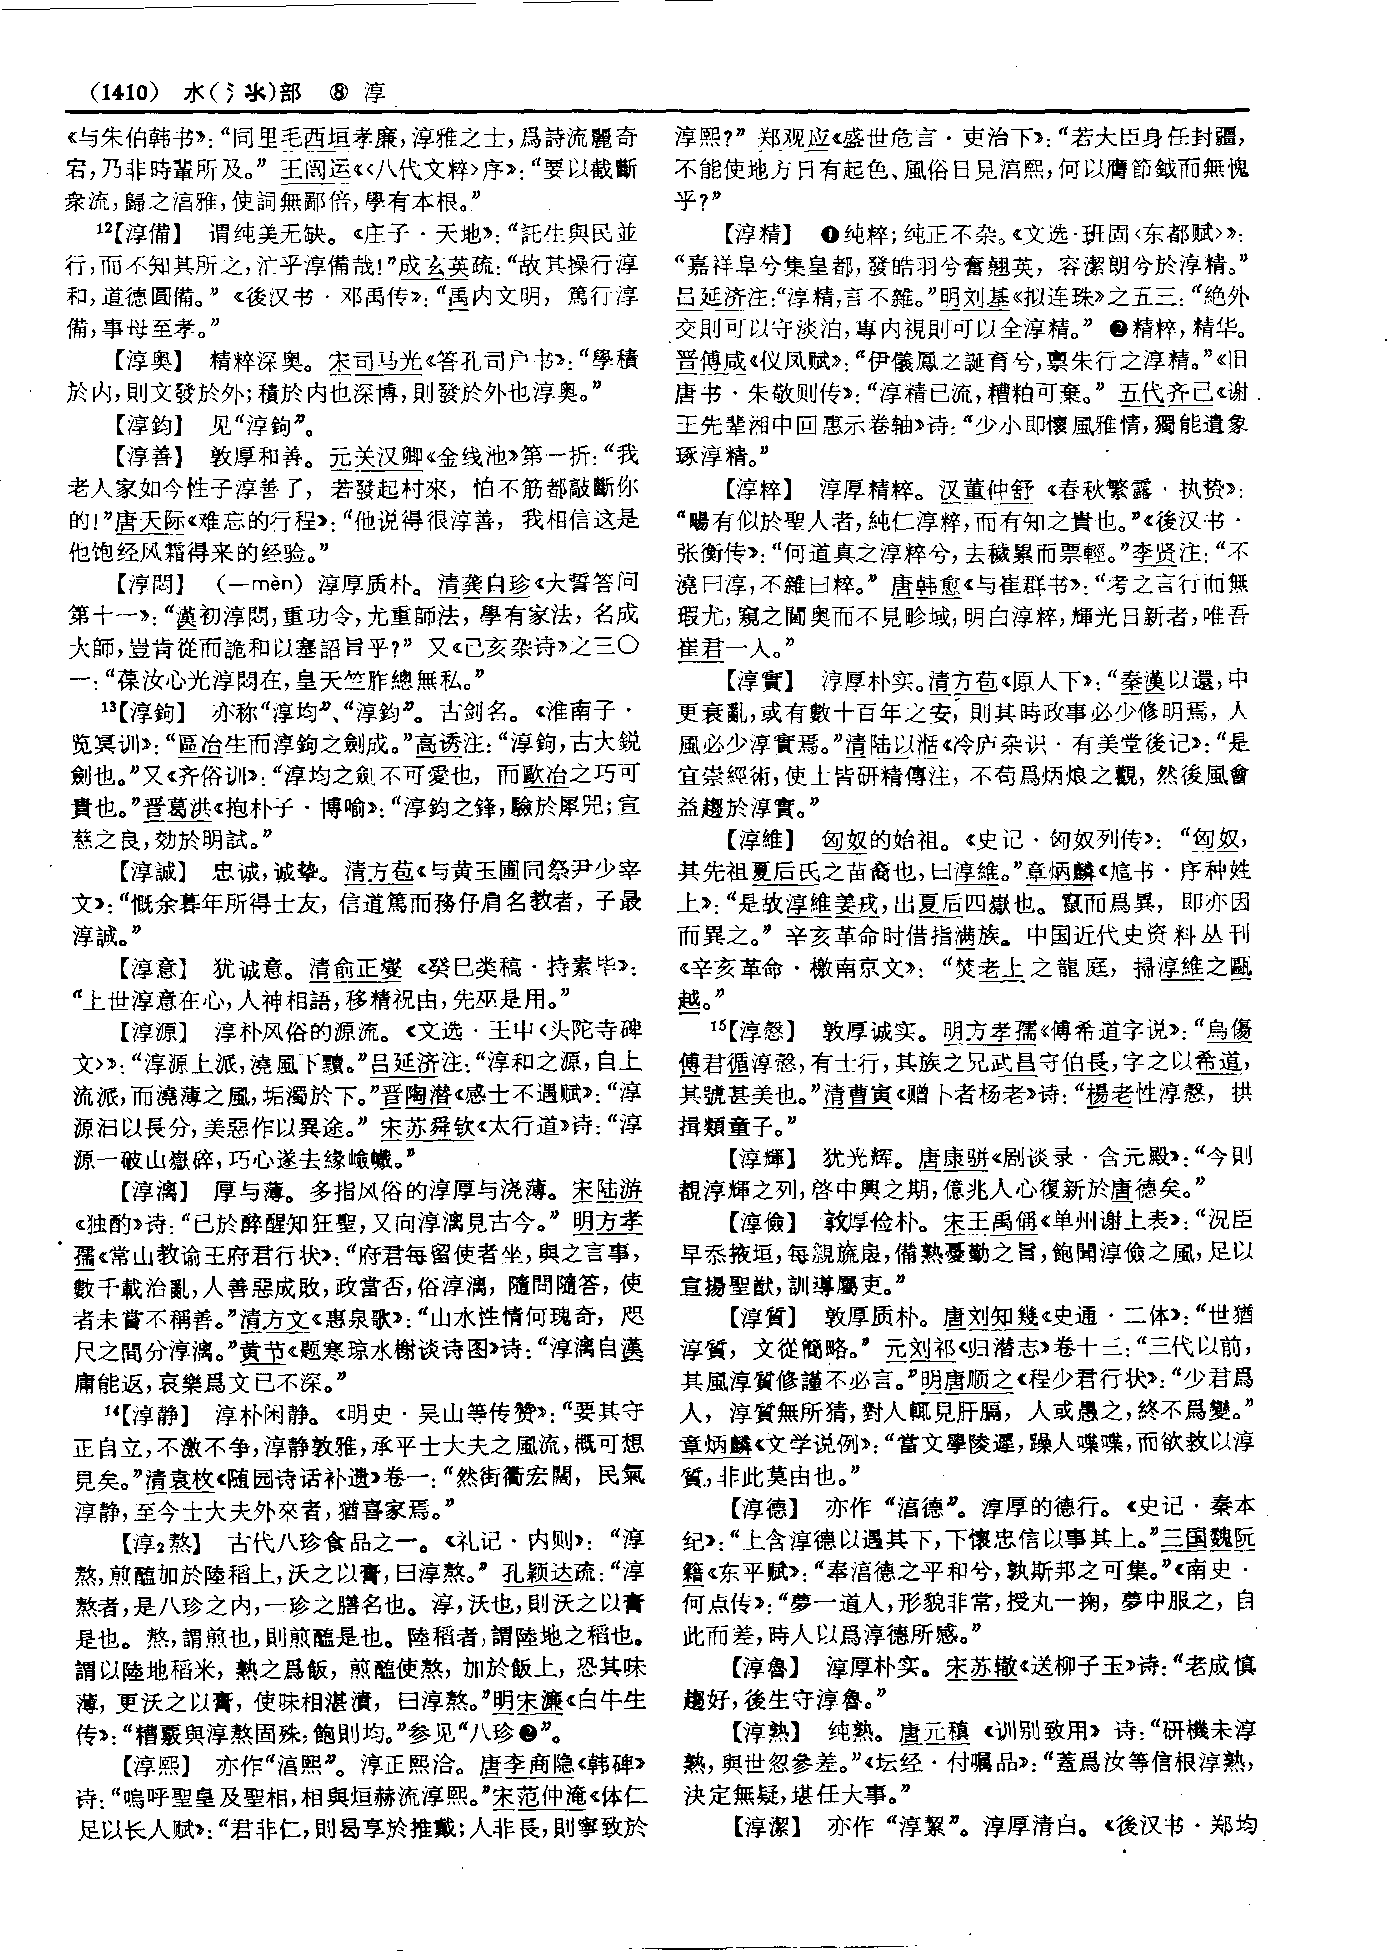 （1410） 水（氵氺）部 ⑧ 淳
《与朱伯韩书》：“同里毛西垣孝廉，淳雅之士，爲詩流麗奇
宕，乃非時輩所及。” 王闿运《〈八代文粹〉序》：“要以截斷
衆流，歸之湻雅，使詞無鄙倍，學有本根。”
¹²【淳備】 谓纯美无缺。《庄子·天地》：“託生與民並
行，而不知其所之，汒乎淳備哉！”成玄英疏：“故其操行淳
和，道德圓備。” 《後汉书·邓禹传》：“禹内文明，篤行淳
備，事母至孝。”
【淳奥】 精粹深奥。宋司马光《答孔司户书》：“學積
於内，則文發於外；積於内也深博，則發於外也淳奥。”
【淳鈞】 见“淳鉤”。
【淳善】 敦厚和善。元关汉卿《金线池》第一折：“我
老人家如今性子淳善了，若發起村來，怕不筋都敲斷你
的！”唐天际《难忘的行程》：“他说得很淳善，我相信这是
他饱经风霜得来的经验。”
【淳悶】 （—mèn）淳厚质朴。清龚自珍《大誓答问
第十一》：“漢初淳悶，重功令，尤重師法，學有家法，名成
大師，豈肯從而詭和以塞詔旨乎？” 又《己亥杂诗》之三〇
一：“葆汝心光淳悶在，皇天竺胙總無私。”
¹³【淳鉤】 亦称“淳均”、“淳鈞”。古剑名。《淮南子·
览冥训》：“區冶生而淳鉤之劍成。”高诱注：“淳鉤，古大鋭
劍也。”又《齐俗训》：“淳均之劍不可愛也，而歐冶之巧可
貴也。”晋葛洪《抱朴子·博喻》：“淳鈞之鋒，驗於犀兕；宣
慈之良，効於明試。”
【淳誠】 忠诚，诚挚。清方苞《与黄玉圃同祭尹少宰
文》：“慨余暮年所得士友，信道篤而務仔肩名教者，子最
淳誠。”
【淳意】 犹诚意。清俞正燮《癸巳类稿·持素毕》：
“上世淳意在心，人神相語，移精祝由，先巫是用。”
【淳源】 淳朴风俗的源流。《文选·王屮〈头陀寺碑
文〉》：“淳源上派，澆風下黷。”吕延济注：“淳和之源，自上
流派，而澆薄之風，垢濁於下。”晋陶潜《感士不遇赋》：“淳
源汩以長分，美惡作以異途。” 宋苏舜钦《太行道》诗：“淳
源一破山嶽碎，巧心遂去緣嶮巇。”
【淳漓】 厚与薄。多指风俗的淳厚与浇薄。宋陆游
《独酌》诗：“已於醉醒知狂聖，又向淳漓見古今。” 明方孝
孺《常山教谕王府君行状》：“府君每留使者坐，與之言事，
數千載治亂，人善惡成敗，政當否，俗淳漓，隨問隨答，使
者未嘗不稱善。”清方文《惠泉歌》：“山水性情何瑰奇，咫
尺之間分淳漓。”黄节《题寒琼水榭谈诗图》诗：“淳漓自漢
庸能返，哀樂爲文已不深。”
¹⁴【淳静】 淳朴闲静。《明史·吴山等传赞》：“要其守
正自立，不激不争，淳静敦雅，承平士大夫之風流，概可想
見矣。”清袁枚《随园诗话补遗》卷一：“然街衢宏闊，民氣
淳静，至今士大夫外來者，猶喜家焉。”
【淳₂熬】 古代八珍食品之一。《礼记·内则》：“淳
熬，煎醢加於陸稻上，沃之以膏，曰淳熬。” 孔颖达疏：“淳
熬者，是八珍之内，一珍之膳名也。淳，沃也，則沃之以膏
是也。熬，謂煎也，則煎醢是也。陸稻者，謂陸地之稻也。
謂以陸地稻米，熟之爲飯，煎醢使熬，加於飯上，恐其味
薄，更沃之以膏，使味相湛漬，曰淳熬。”明宋濂《白牛生
传》：“糟覈與淳熬固殊，飽則均。”参见“八珍❷”。
【淳熙】 亦作“湻熙”。淳正熙洽。唐李商隐《韩碑》
诗：“嗚呼聖皇及聖相，相與烜赫流淳熙。”宋范仲淹《体仁
足以长人赋》：“君非仁，則曷享於推戴；人非長，則寧致於
淳熙？” 郑观应《盛世危言·吏治下》：“若大臣身任封疆，
不能使地方日有起色、風俗日見湻熙，何以膺節鉞而無愧
乎？”
【淳精】 ❶纯粹；纯正不杂。《文选·班固〈东都赋〉》：
“嘉祥阜兮集皇都，發皓羽兮奮翹英，容潔朗兮於淳精。”
吕延济注：“淳精，言不雜。”明刘基《拟连珠》之五三：“絶外
交則可以守淡泊，專内視則可以全淳精。” ❷精粹，精华。
晋傅咸《仪凤赋》：“伊儀鳳之誕育兮，稟朱行之淳精。”《旧
唐书·朱敬则传》：“淳精已流，糟粕可棄。” 五代齐己《谢
王先辈湘中回惠示卷轴》诗：“少小即懷風雅情，獨能遺象
琢淳精。”
【淳粹】 淳厚精粹。汉董仲舒《春秋繁露·执贽》：
“暘有似於聖人者，純仁淳粹，而有知之貴也。”《後汉书·
张衡传》：“何道真之淳粹兮，去穢累而票輕。”李贤注：“不
澆曰淳，不雜曰粹。” 唐韩愈《与崔群书》：“考之言行而無
瑕尤，窺之閫奥而不見畛域，明白淳粹，輝光日新者，唯吾
崔君一人。”
【淳實】 淳厚朴实。清方苞《原人下》：“秦漢以還，中
更衰亂，或有數十百年之安，則其時政事必少修明焉，人
風必少淳實焉。”清陆以湉《冷庐杂识·有美堂後记》：“是
宜崇經術，使士皆研精傳注，不苟爲炳烺之觀，然後風會
益趨於淳實。”
【淳維】 匈奴的始祖。《史记·匈奴列传》：“匈奴，
其先祖夏后氏之苗裔也，曰淳維。”章炳麟《訄书·序种姓
上》：“是故淳維姜戎，出夏后四嶽也。竄而爲異，即亦因
而異之。” 辛亥革命时借指满族。中国近代史资料丛刊
《辛亥革命·檄南京文》：“焚老上之龍庭，掃淳維之甌
越。”
¹⁵【淳慤】 敦厚诚实。明方孝孺《傅希道字说》：“烏傷
傅君循淳慤，有士行，其族之兄武昌守伯長，字之以希道，
其號甚美也。”清曹寅《赠卜者杨老》诗：“楊老性淳慤，拱
揖類童子。”
【淳輝】 犹光辉。唐康骈《剧谈录·含元殿》：“今則
覩淳輝之列，啓中興之期，億兆人心復新於唐德矣。”
【淳儉】 敦厚俭朴。宋王禹偁《单州谢上表》：“況臣
早忝掖垣，每覩旒扆，備熟憂勤之旨，飽聞淳儉之風，足以
宣揚聖猷，訓導屬吏。”
【淳質】 敦厚质朴。唐刘知幾《史通·二体》：“世猶
淳質，文從簡略。” 元刘祁《归潜志》卷十三：“三代以前，
其風淳質修謹不必言。”明唐顺之《程少君行状》：“少君爲
人，淳質無所猜，對人輒見肝膈，人或愚之，終不爲變。”
章炳麟《文学说例》：“當文學陵遲，躁人喋喋，而欲救以淳
質，非此莫由也。”
【淳德】 亦作“湻德”。淳厚的德行。《史记·秦本
纪》：“上含淳德以遇其下，下懷忠信以事其上。”三国魏阮
籍《东平赋》：“奉湻德之平和兮，孰斯邦之可集。”《南史·
何点传》：“夢一道人，形貌非常，授丸一掬，夢中服之，自
此而差，時人以爲淳德所感。”
【淳魯】 淳厚朴实。宋苏辙《送柳子玉》诗：“老成慎
趨好，後生守淳魯。”
【淳熟】 纯熟。唐元稹《训别致用》诗：“研機未淳
熟，與世忽參差。”《坛经·付嘱品》：“蓋爲汝等信根淳熟，
決定無疑，堪任大事。”
【淳潔】 亦作“淳絜”。淳厚清白。《後汉书·郑均